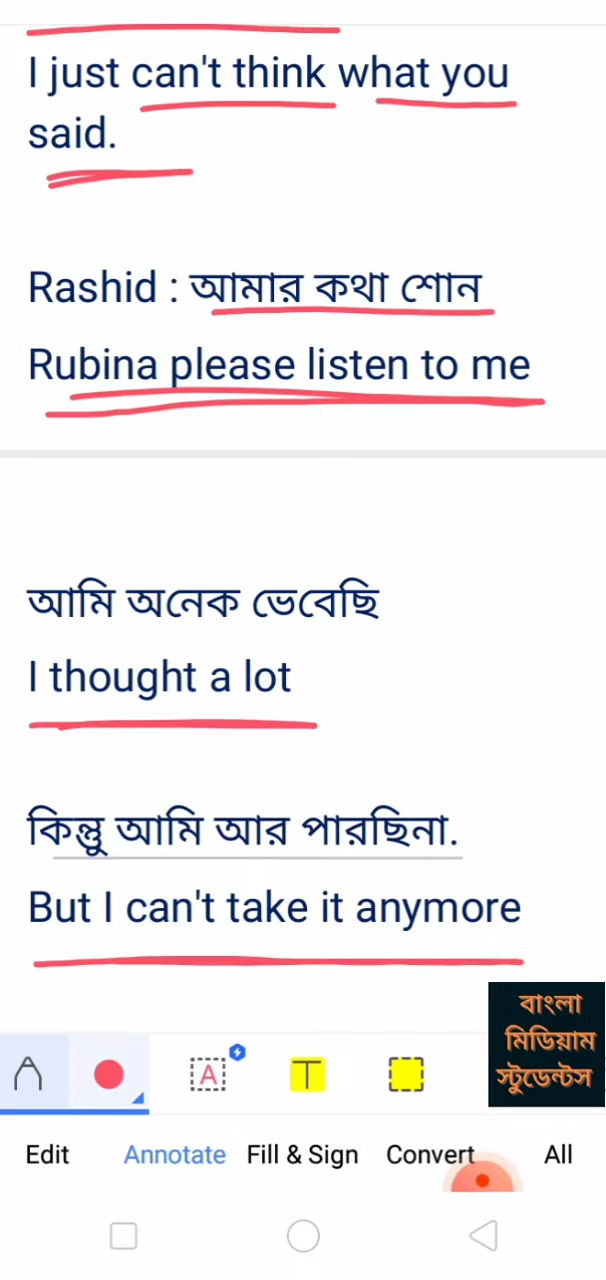 I just can't think what you
said.
Rashid : আমার কথা শোন
Rubina please listen to me
আমি অনেক ভেবেছি
I thought a lot
কিন্তু আমি আর পারছিনা.
But I can't take it anymore
বাংলা
মিডিয়াম
স্টুডেন্টস
A T
Edit Annotate Fill & Sign Convert All